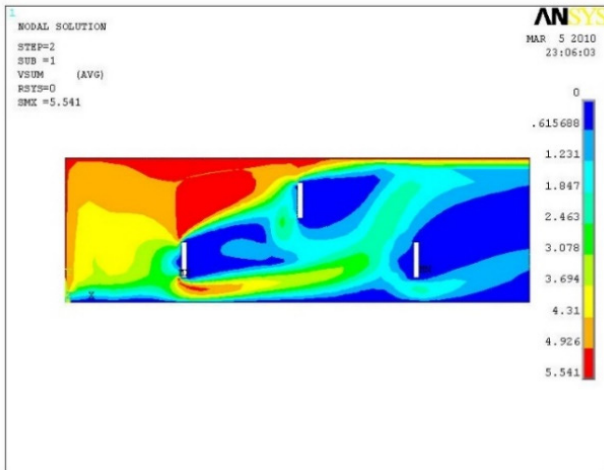 1
NODAL SOLUTION
STEP=2
SUB =1
VSUM (AVG)
RSYS=0
SMX =5.541
ANSYS
MAR 5 2010
23:06:03
0
.615688
1.231
1.847
2.463
3.078
3.694
4.31
4.926
5.541
X